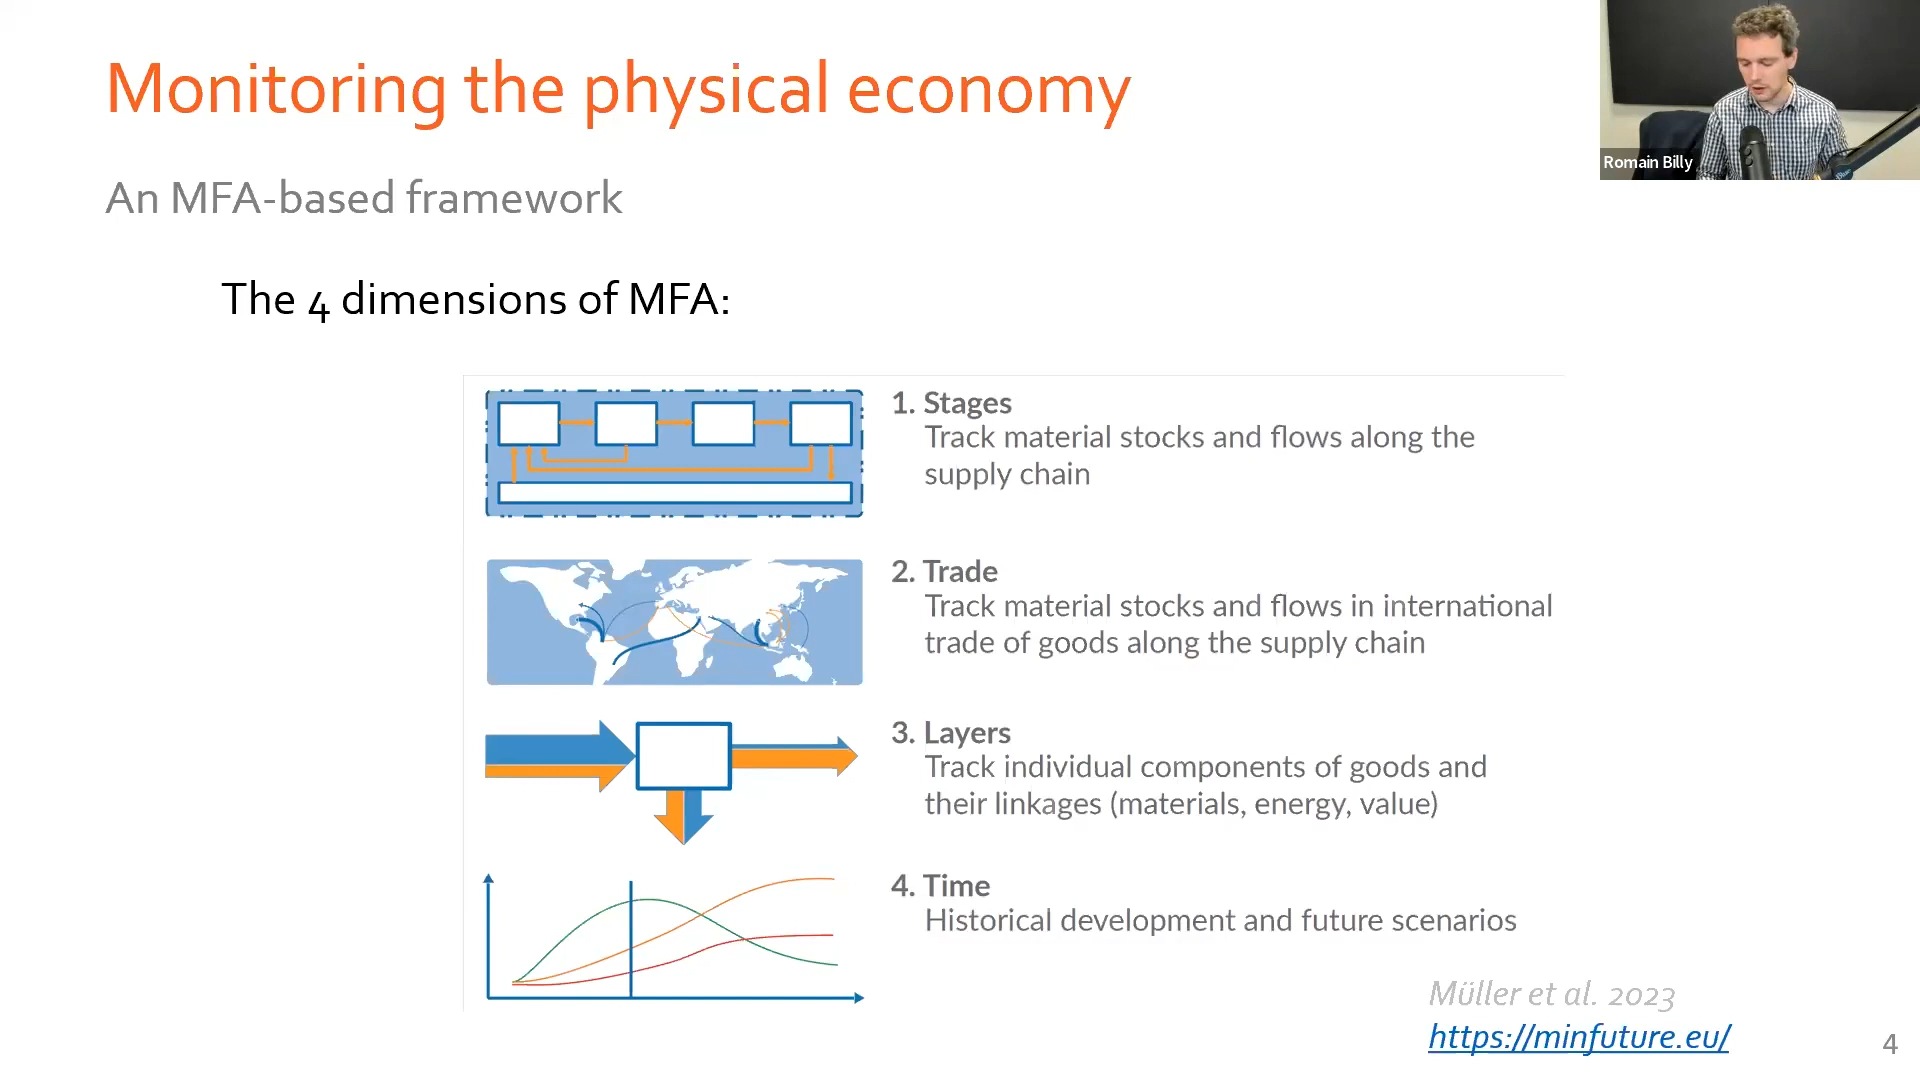 Monitoring the physical economy
Romain Billy
An MFA-based framework
The 4 dimensions of MFA:
1. Stages
Track material stocks and flows along the
supply chain
2. Trade
Track material stocks and flows in international
trade of goods along the supply chain
3. Layers
Track individual components of goods and
their linkages (materials, energy, value)
4. Time
Historical development and future scenarios
Müller et al. 2023
https://minfuture.eu/
4